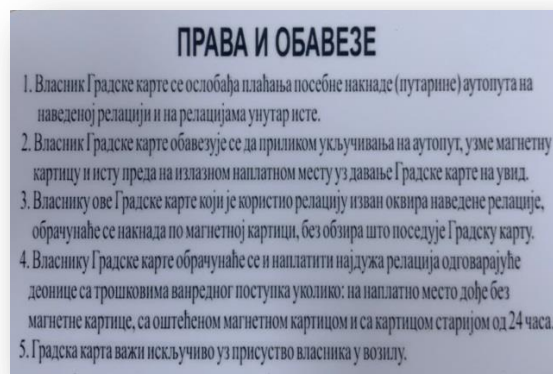 ПРАВА И ОБАВЕЗЕ
1. Власник Градске карте се ослобађа плаћања посебне накнаде (путарине) аутопута на
наведеној релацији и на релацијама унутар исте.
2. Власник Градске карте обавезује се да приликом укључивања на аутопут, узме магнетну
картицу и исту преда на излазном наплатном месту уз давање Градске карте на увид.
3. Власнику ове Градске карте који је користио релацију изван оквира наведене релације,
обрачунаће се накнада по магнетној картици, без обзира што поседује Градску карту.
4. Власнику Градске карте обрачунаће се и наплатити најдужа релација одговарајуће
деонице са трошковима ванредног поступка уколико: на наплатно место дође без
магнетне картице, са оштећеном магнетном картицом и са картицом старијом од 24 часа.
5. Градска карта важи искључиво уз присуство власника у возилу.